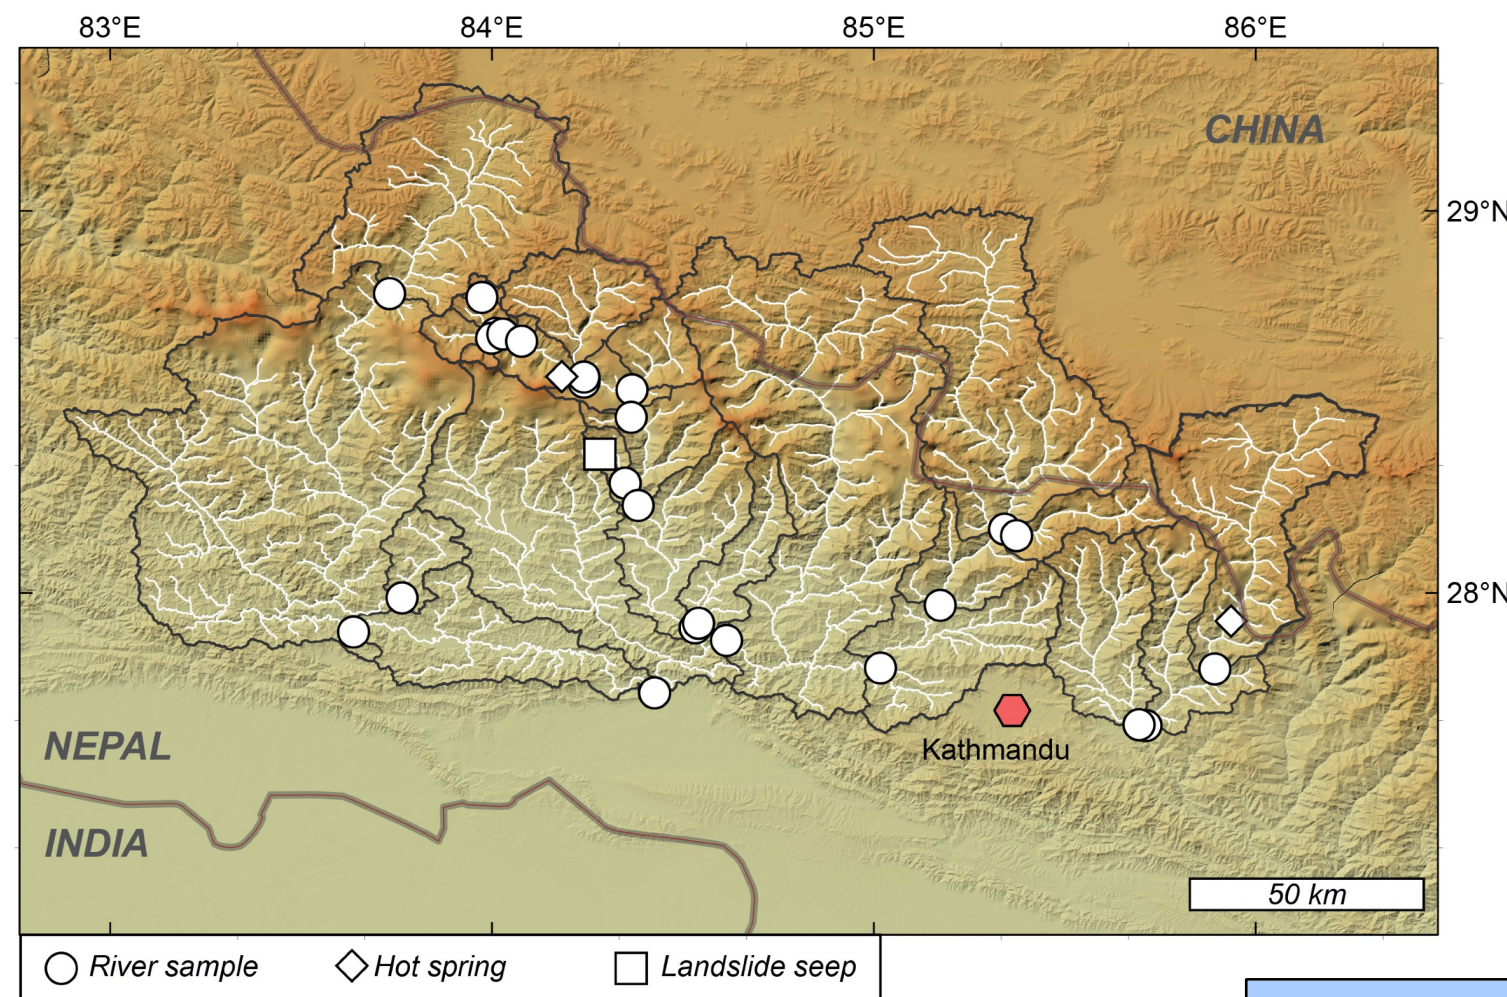 83°E 84°E 85°E 86°E
CHINA
29°N
28°N
Kathmandu
NEPAL
INDIA
50 km
River sample Hot spring Landslide seep